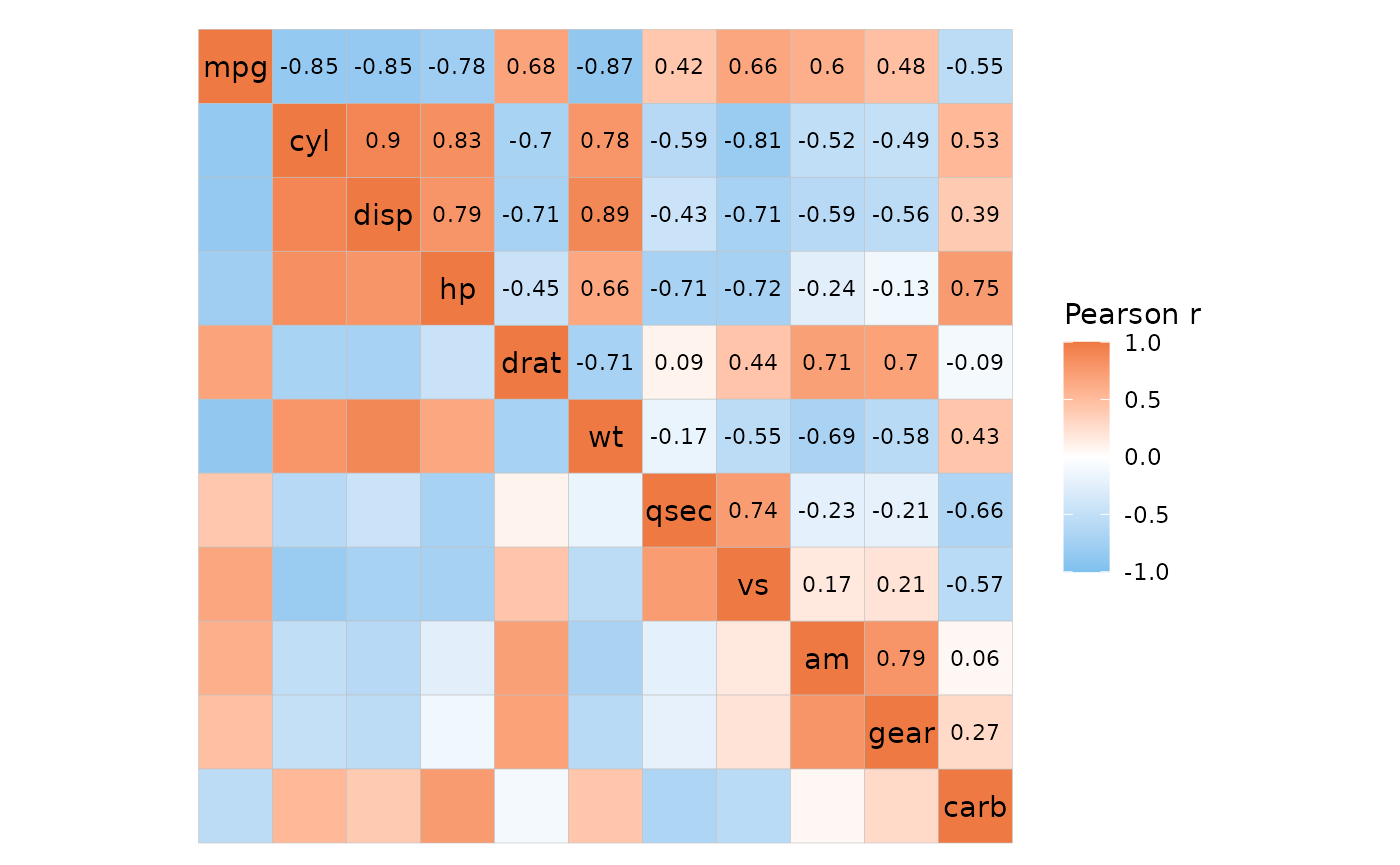 mpg -0.85 -0.85 -0.78 0.68 -0.87 0.42 0.66 0.6 0.48 -0.55
cyl 0.9 0.83 -0.7 0.78 -0.59 -0.81 -0.52 -0.49 0.53
disp 0.79 -0.71 0.89 -0.43 -0.71 -0.59 -0.56 0.39
hp -0.45 0.66 -0.71 -0.72 -0.24 -0.13 0.75
drat -0.71 0.09 0.44 0.71 0.7 -0.09
wt -0.17 -0.55 -0.69 -0.58 0.43
qsec 0.74 -0.23 -0.21 -0.66
vs 0.17 0.21 -0.57
am 0.79 0.06
gear 0.27
carb
Pearson r
1.0
0.5
0.0
-0.5
-1.0